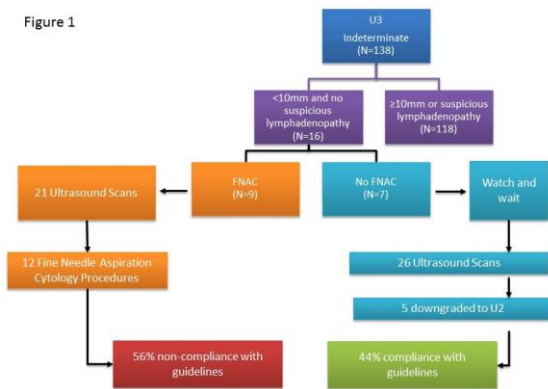 Figure 1
U3
Indeterminate
(N=138)
<10mm and no
suspicious
lymphadenopathy
(N=16)
≥10mm or suspicious
lymphadenopathy
(N=118)
21 Ultrasound Scans
FNAC
(N=9)
No FNAC
(N=7)
Watch and
wait
12 Fine Needle Aspiration
Cytology Procedures
26 Ultrasound Scans
5 downgraded to U2
56% non-compliance with
guidelines
44% compliance with
guidelines